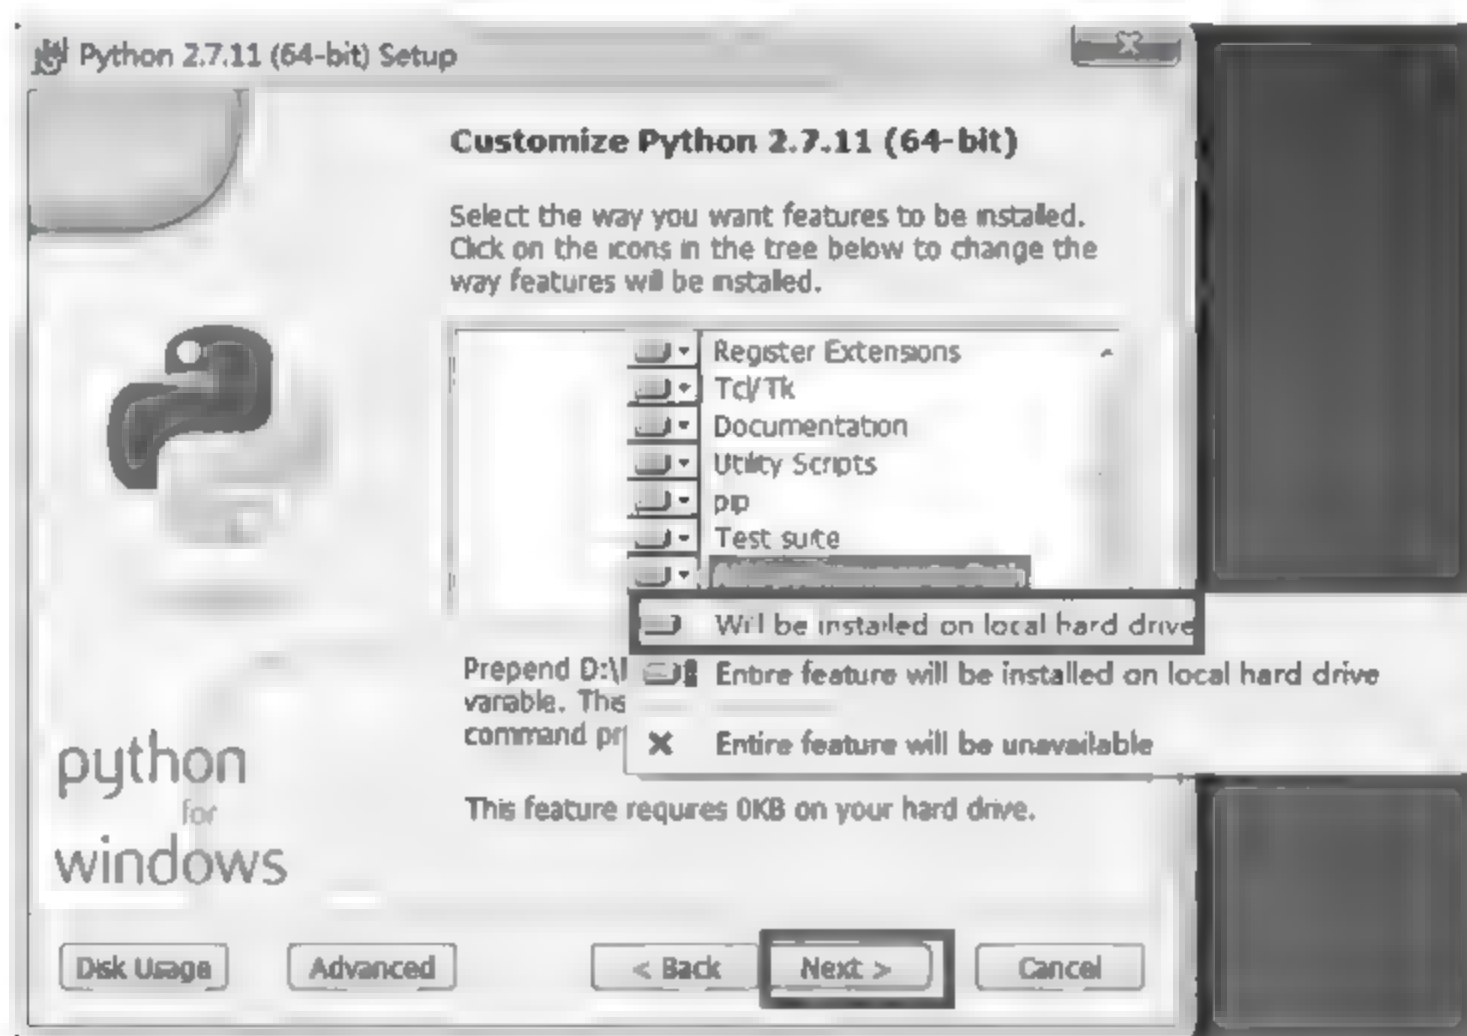 Python 2.7.11 (64-bit) Setup
Customize Python 2.7.11 (64-bit)
Select the way you want features to be installed.
Click on the icons in the tree below to change the
way features will be installed.
Register Extensions
Tcl/Tk
Documentation
Utility Scripts
pip
Test suite
Will be installed on local hard drive
Prepend D:\
Entire feature will be installed on local hard drive
variable. This
command pr
Entire feature will be unavailable
This feature requires 0KB on your hard drive.
python
for
windows
Disk Usage
Advanced
< Back
Next >
Cancel